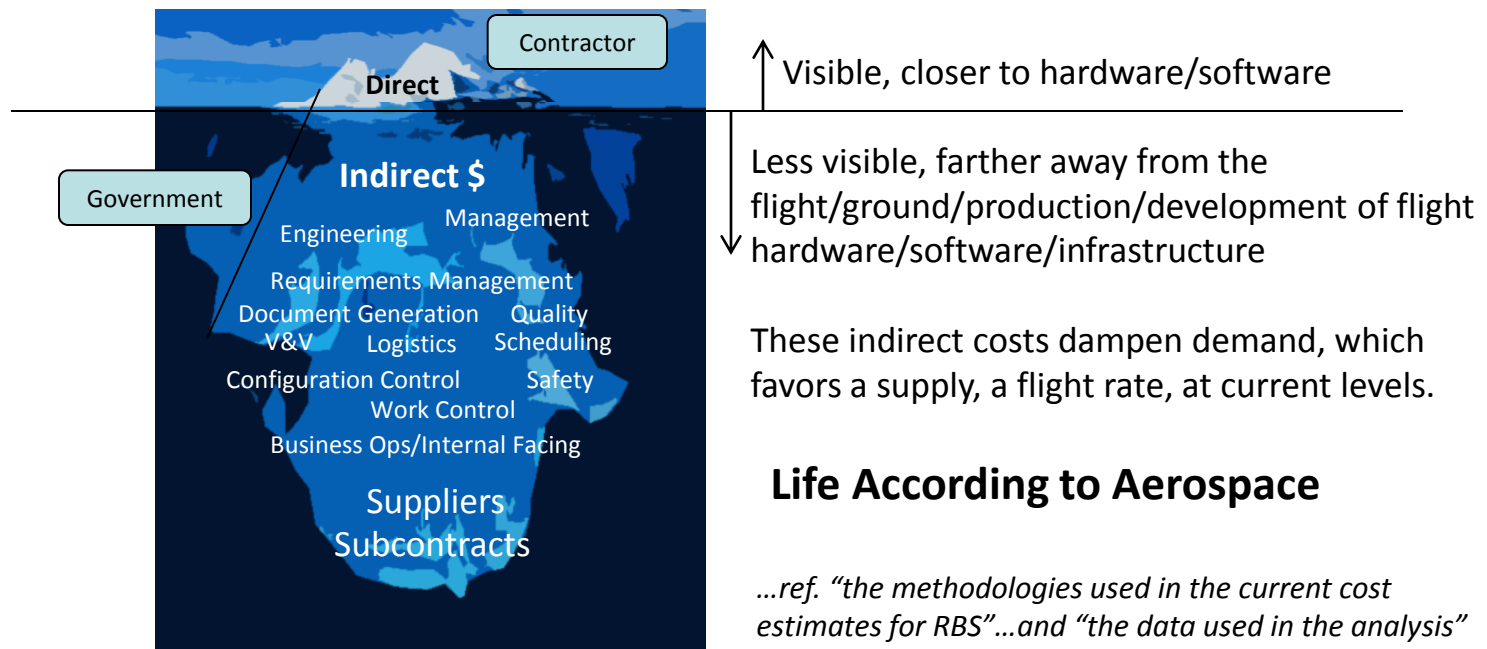 Contractor
Direct
Visible, closer to hardware/software
Government
Indirect $
Management
Engineering
Requirements Management
Document Generation
Quality
V&V
Logistics
Scheduling
Configuration Control
Safety
Work Control
Business Ops/Internal Facing
Suppliers
Subcontracts
Less visible, farther away from the
flight/ground/production/development of flight
hardware/software/infrastructure
These indirect costs dampen demand, which
favors a supply, a flight rate, at current levels.
Life According to Aerospace
…ref. “the methodologies used in the current cost
estimates for RBS”…and “the data used in the analysis”